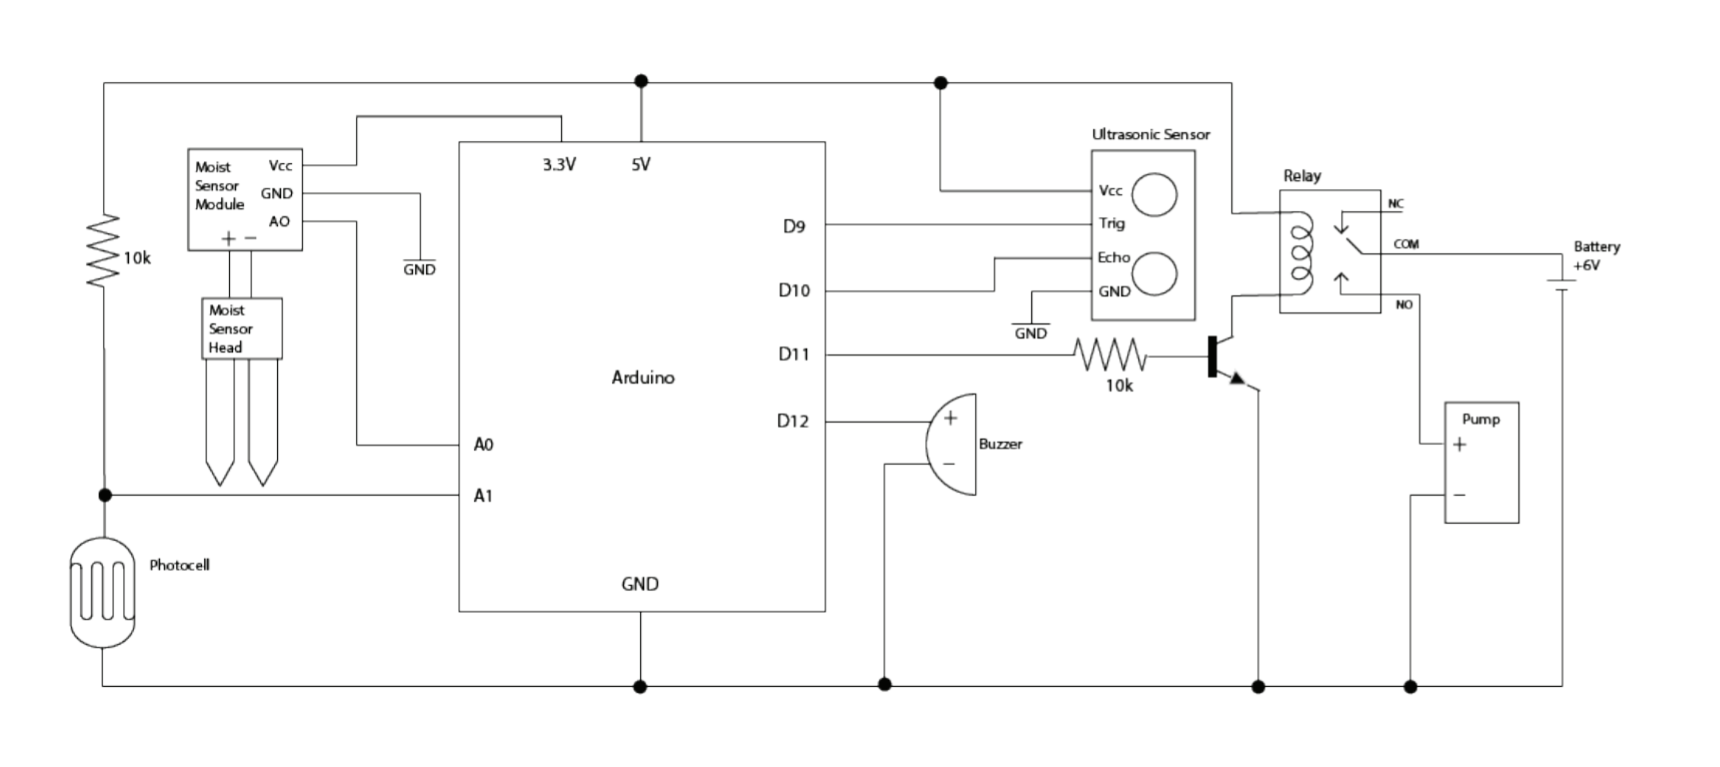 Ultrasonic Sensor
Moist
Sensor
Module
Vcc
GND
AO
+ −
3.3V
5V
Relay
Vcc
Trig
Echo
GND
NC
COM
NO
Battery
+6V
D9
D10
D11
D12
10k
GND
GND
Moist
Sensor
Head
10k
Arduino
A0
A1
+
−
Buzzer
Pump
+
−
Photocell
GND